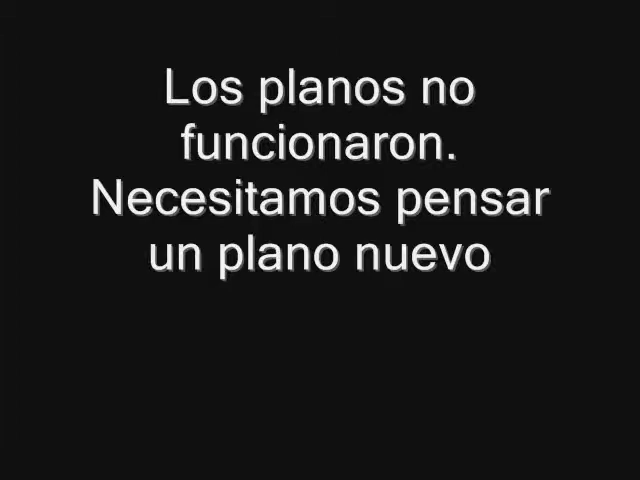 Los planos no
funcionaron.
Necesitamos pensar
un plano nuevo